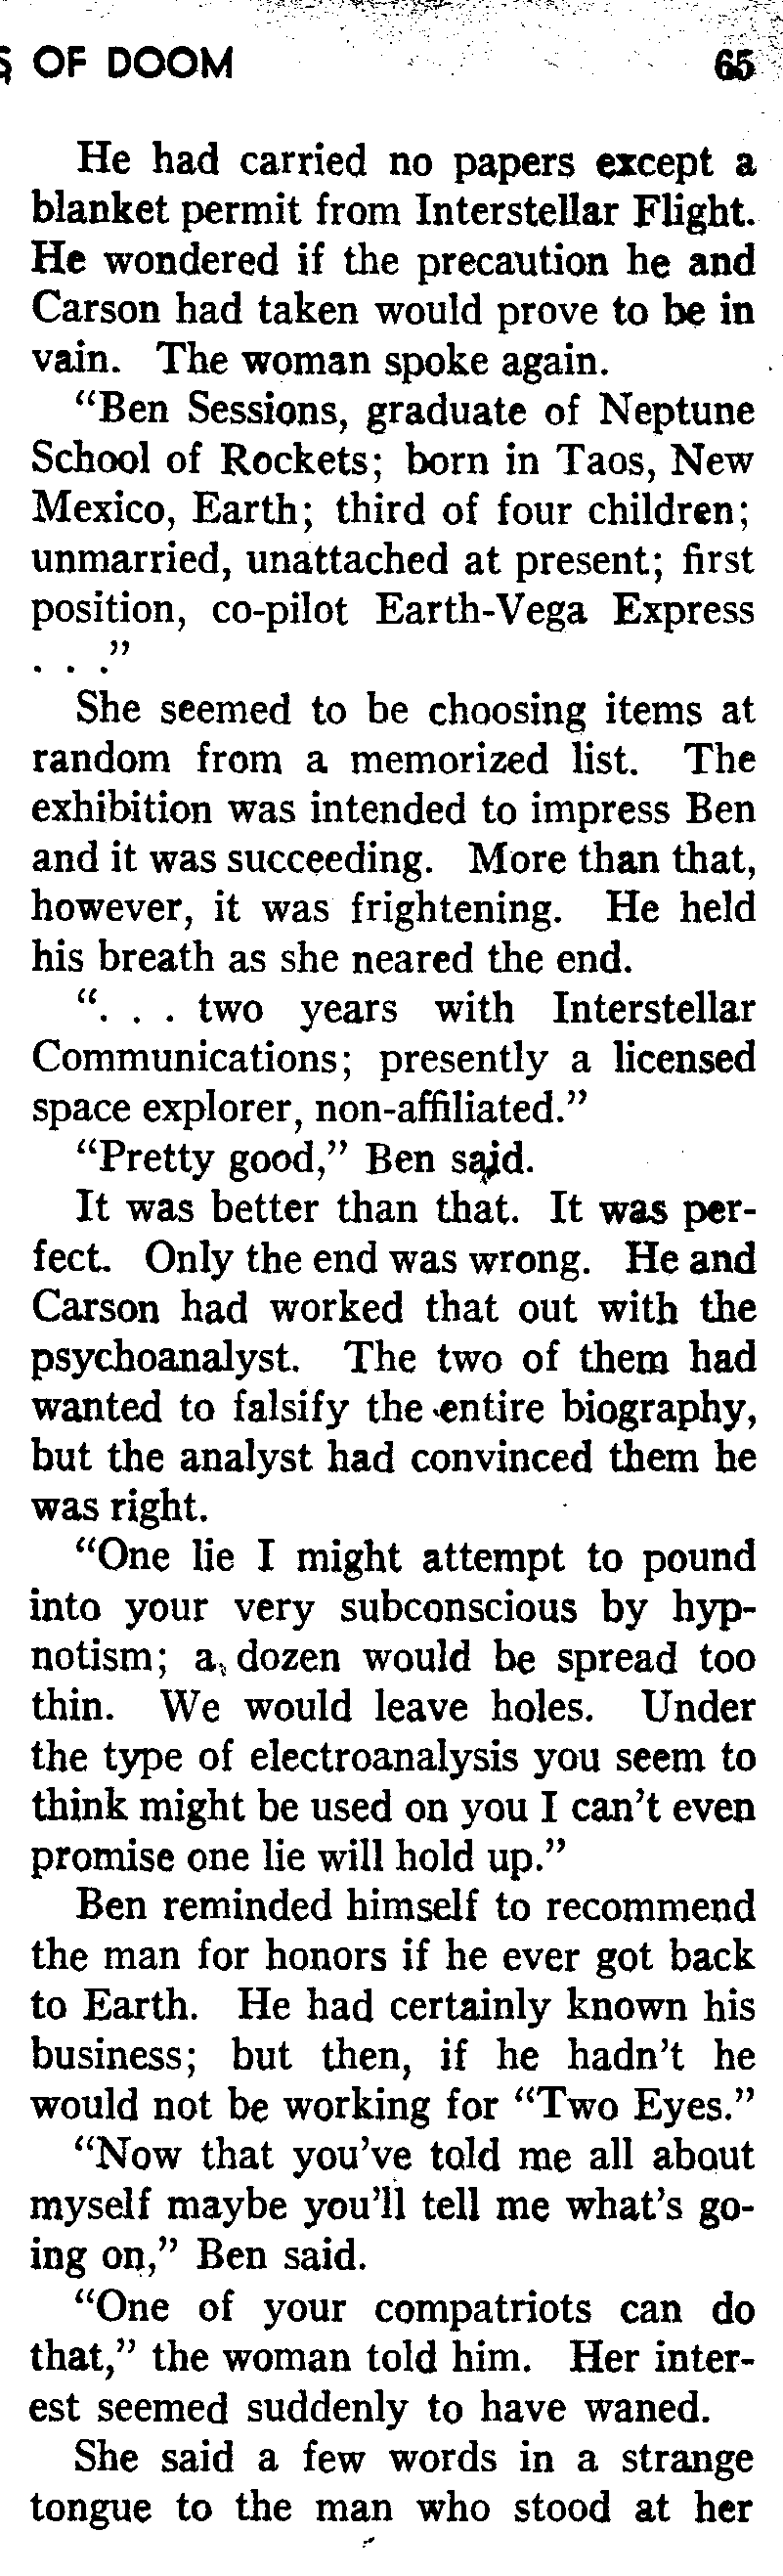 OF DOOM 65
He had carried no papers except a
blanket permit from Interstellar Flight.
He wondered if the precaution he and
Carson had taken would prove to be in
vain. The woman spoke again.
“Ben Sessions, graduate of Neptune
School of Rockets; born in Taos, New
Mexico, Earth; third of four children;
unmarried, unattached at present; first
position, co-pilot Earth-Vega Express
. . .”
She seemed to be choosing items at
random from a memorized list. The
exhibition was intended to impress Ben
and it was succeeding. More than that,
however, it was frightening. He held
his breath as she neared the end.
“. . . two years with Interstellar
Communications; presently a licensed
space explorer, non-affiliated.”
“Pretty good,” Ben said.
It was better than that. It was per-
fect. Only the end was wrong. He and
Carson had worked that out with the
psychoanalyst. The two of them had
wanted to falsify the entire biography,
but the analyst had convinced them he
was right.
“One lie I might attempt to pound
into your very subconscious by hyp-
notism; a dozen would be spread too
thin. We would leave holes. Under
the type of electroanalysis you seem to
think might be used on you I can’t even
promise one lie will hold up.”
Ben reminded himself to recommend
the man for honors if he ever got back
to Earth. He had certainly known his
business; but then, if he hadn’t he
would not be working for “Two Eyes.”
“Now that you’ve told me all about
myself maybe you’ll tell me what’s go-
ing on,” Ben said.
“One of your compatriots can do
that,” the woman told him. Her inter-
est seemed suddenly to have waned.
She said a few words in a strange
tongue to the man who stood at her